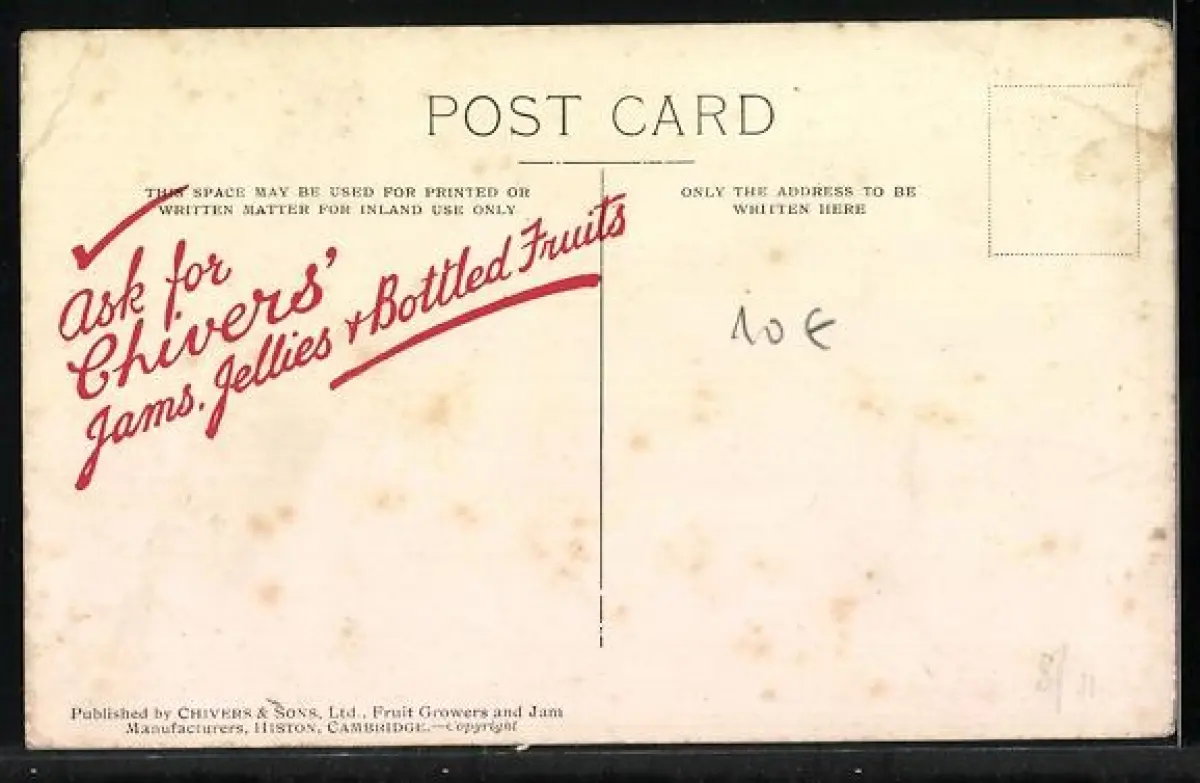 POST CARD
THIS SPACE MAY BE USED FOR PRINTED OR
WRITTEN MATTER FOR INLAND USE ONLY
ONLY THE ADDRESS TO BE
WRITTEN HERE
Ask for
Chivers'
Jams, Jellies & Bottled Fruits
10 €
Published by CHIVERS & SONS, Ltd., Fruit Growers and Jam
Manufacturers, HISTON, CAMBRIDGE.—Copyright